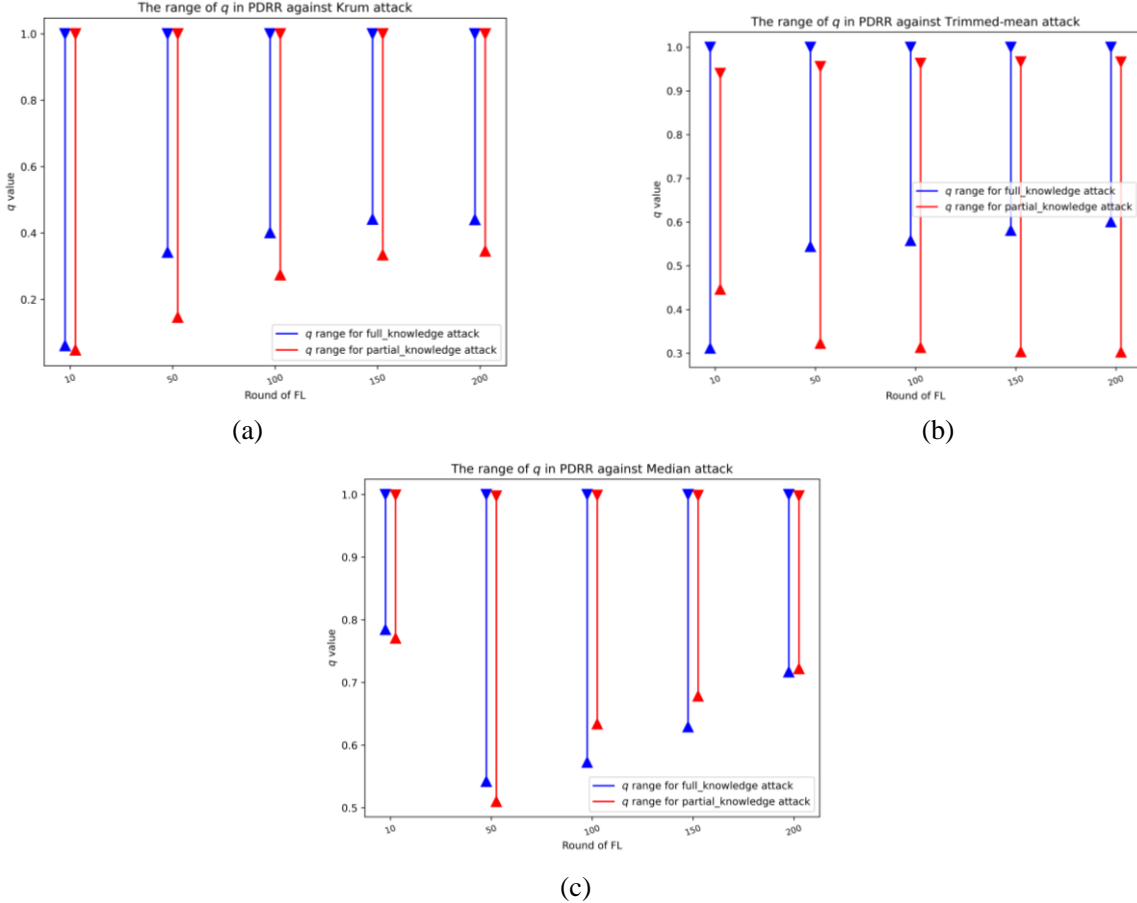 The range of q in PDRR against Krum attack
1.0
0.8
0.6
0.4
0.2
q value
q range for full_knowledge attack
q range for partial_knowledge attack
10 50 100 150 200
Round of FL
(a)
The range of q in PDRR against Trimmed-mean attack
1.0
0.9
0.8
0.7
0.6
0.5
0.4
0.3
q value
q range for full_knowledge attack
q range for partial_knowledge attack
10 50 100 150 200
Round of FL
(b)
The range of q in PDRR against Median attack
1.0
0.9
0.8
0.7
0.6
0.5
q value
q range for full_knowledge attack
q range for partial_knowledge attack
10 50 100 150 200
Round of FL
(c)